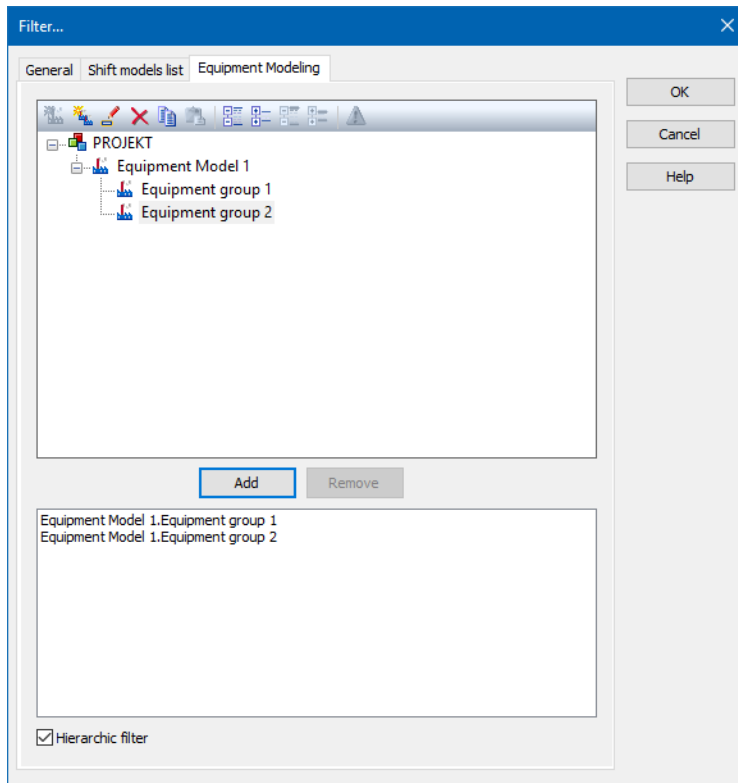 Filter...
General
Shift models list
Equipment Modeling
OK
Cancel
Help
PROJEKT
Equipment Model 1
Equipment group 1
Equipment group 2
Add
Remove
Equipment Model 1.Equipment group 1
Equipment Model 1.Equipment group 2
Hierarchic filter